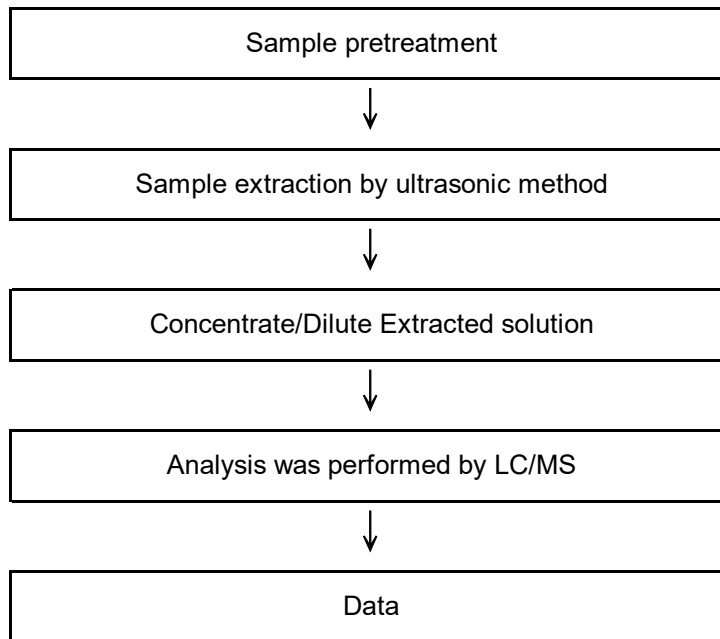 Sample pretreatment
Sample extraction by ultrasonic method
Concentrate/Dilute Extracted solution
Analysis was performed by LC/MS
Data